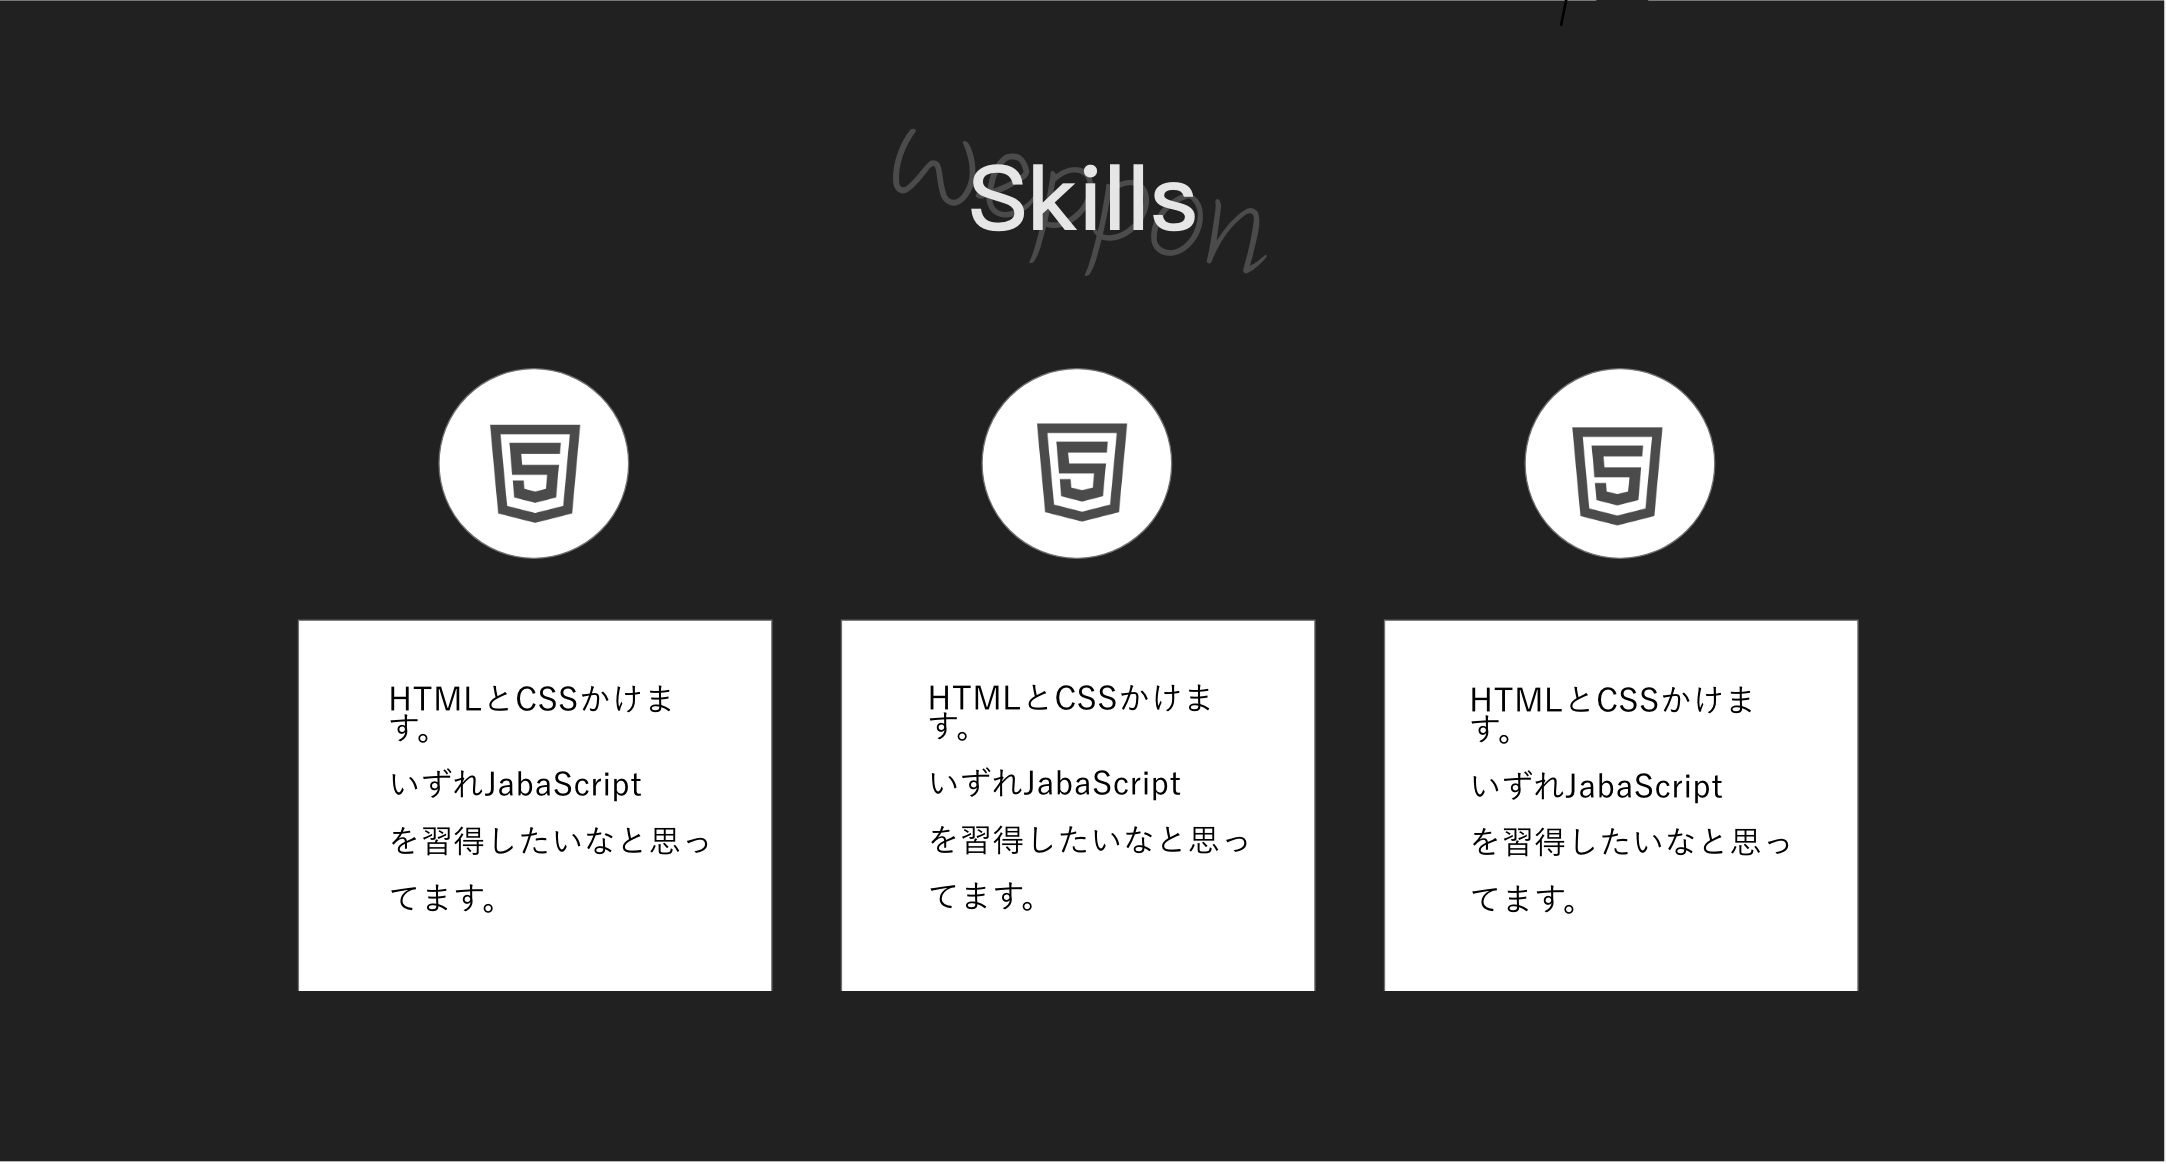 weppon
Skills
5
5
5
HTMLとCSSかけま
す。
いずれJabaScript
を習得したいなと思っ
てます。
HTMLとCSSかけま
す。
いずれJabaScript
を習得したいなと思っ
てます。
HTMLとCSSかけま
す。
いずれJabaScript
を習得したいなと思っ
てます。